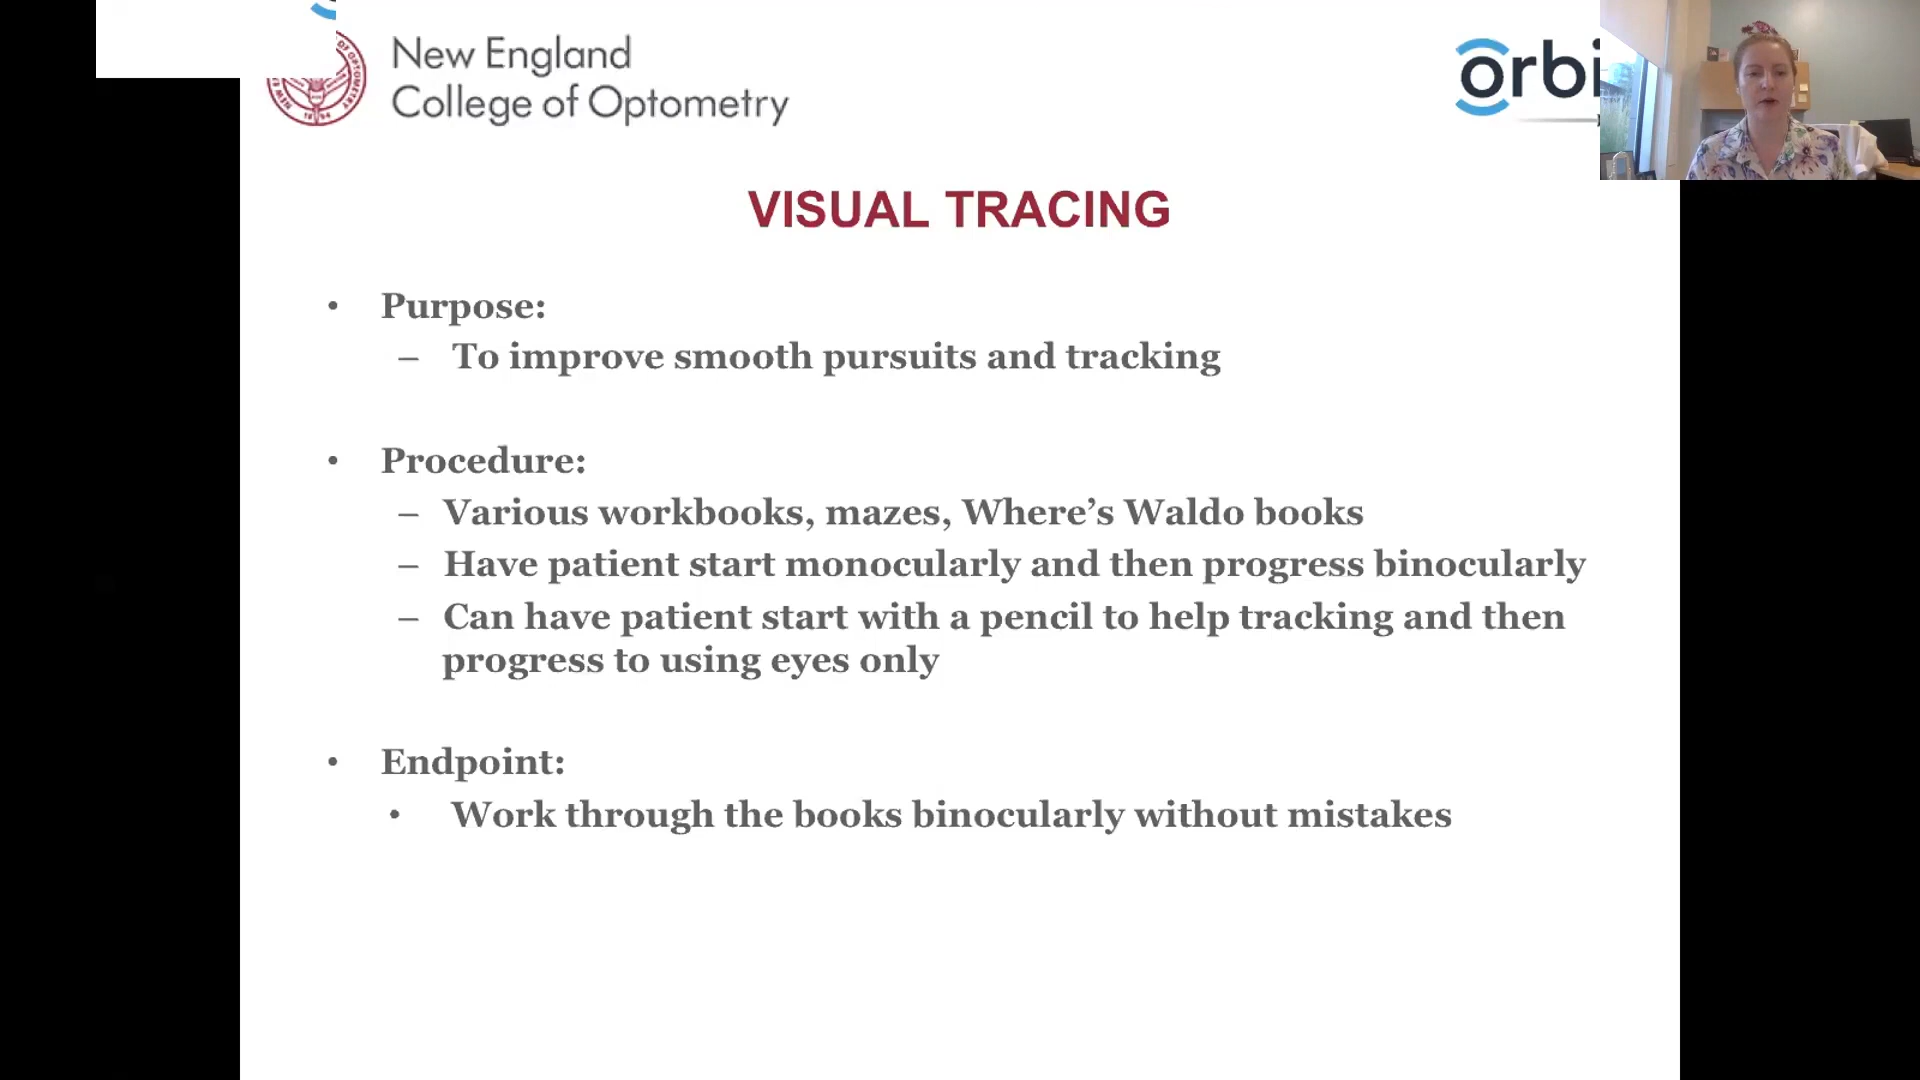 New England
College of Optometry
orbi
VISUAL TRACING
• Purpose:
– To improve smooth pursuits and tracking
• Procedure:
– Various workbooks, mazes, Where’s Waldo books
– Have patient start monocularly and then progress binocularly
– Can have patient start with a pencil to help tracking and then
progress to using eyes only
• Endpoint:
• Work through the books binocularly without mistakes